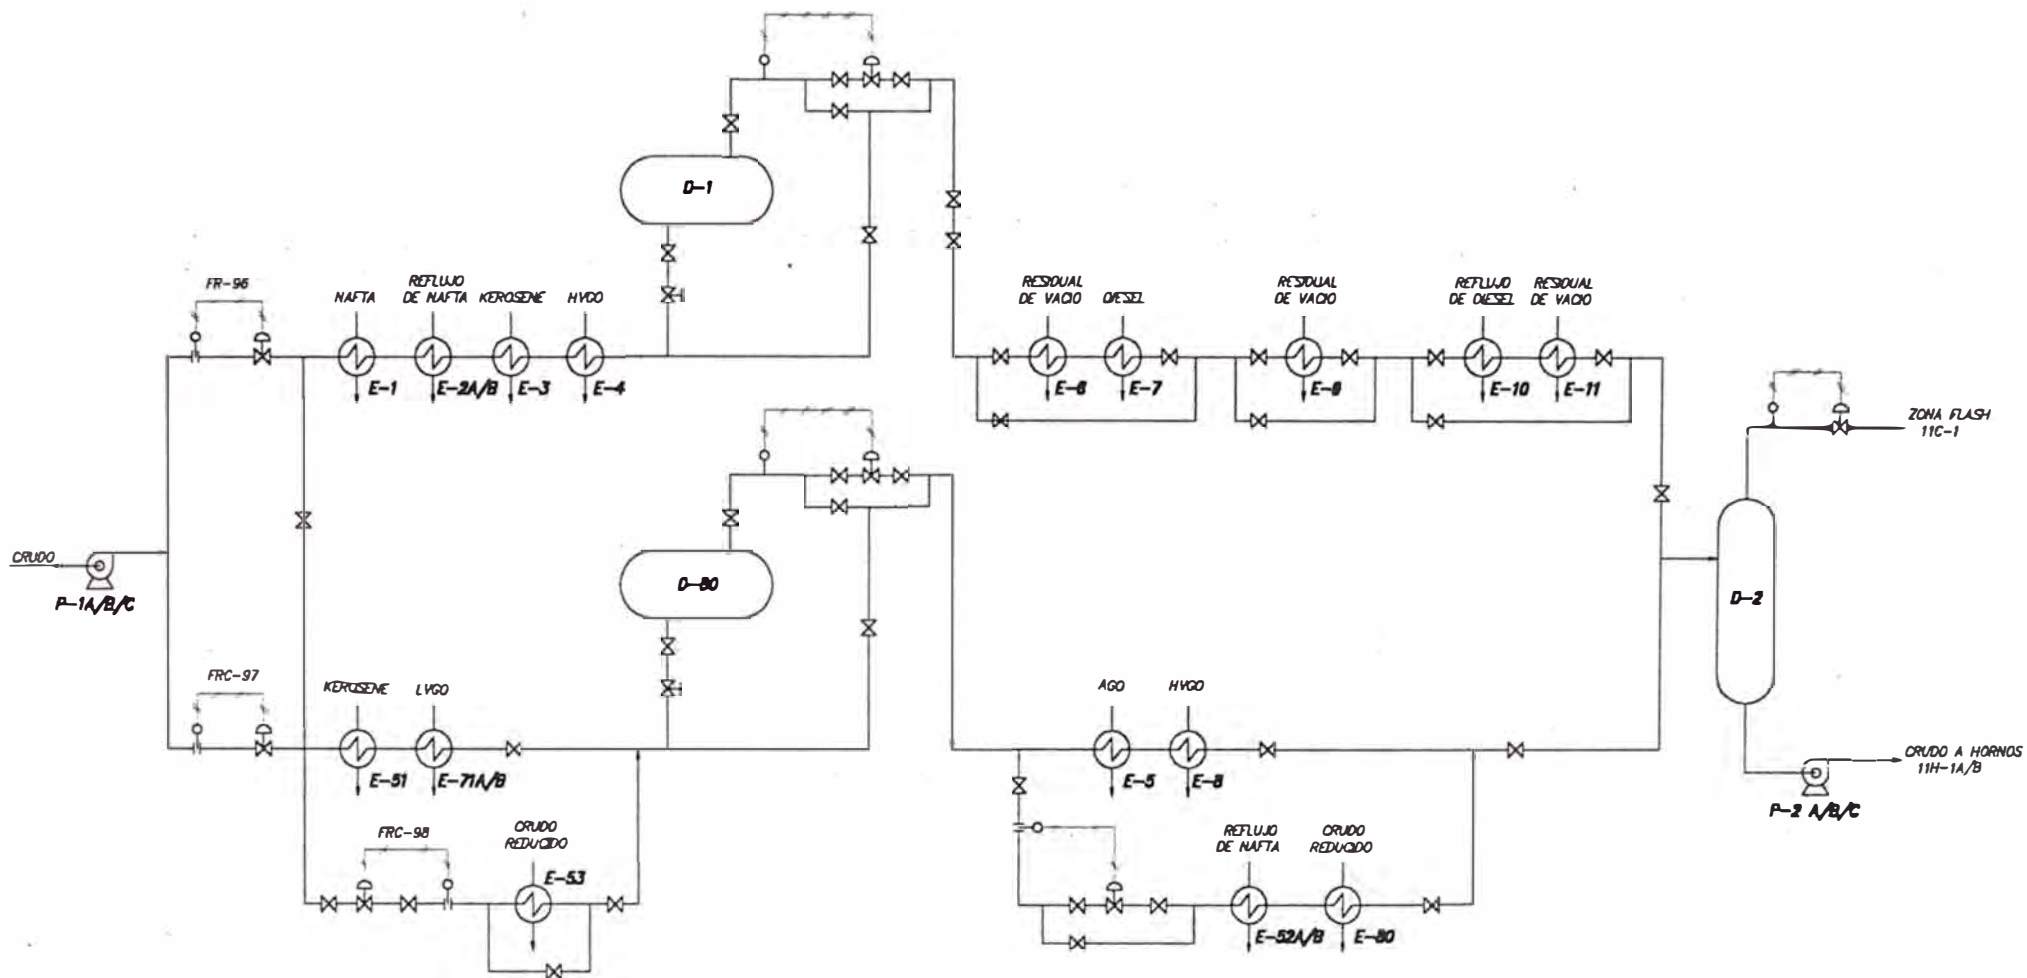 D-1
FR-96
NAFTA
REFLUJO
DE NAFTA
KEROSENE
HVGO
E-1
E-2A/B
E-3
E-4
RESIDUAL
DE VACIO
DIESEL
RESIDUAL
DE VACIO
REFLUJO
DE DIESEL
RESIDUAL
DE VACIO
E-6
E-7
E-9
E-10
E-11
ZONA FLASH
11C-1
CRUDO
P-1A/B/C
D-80
D-2
FRC-97
KEROSENE
LVGO
E-51
E-71A/B
AGO
HVGO
E-5
E-8
CRUDO A HORNOS
11H-1A/B
P-2 A/B/C
FRC-98
CRUDO
REDUCIDO
E-53
REFLUJO
DE NAFTA
CRUDO
REDUCIDO
E-52A/B
E-80